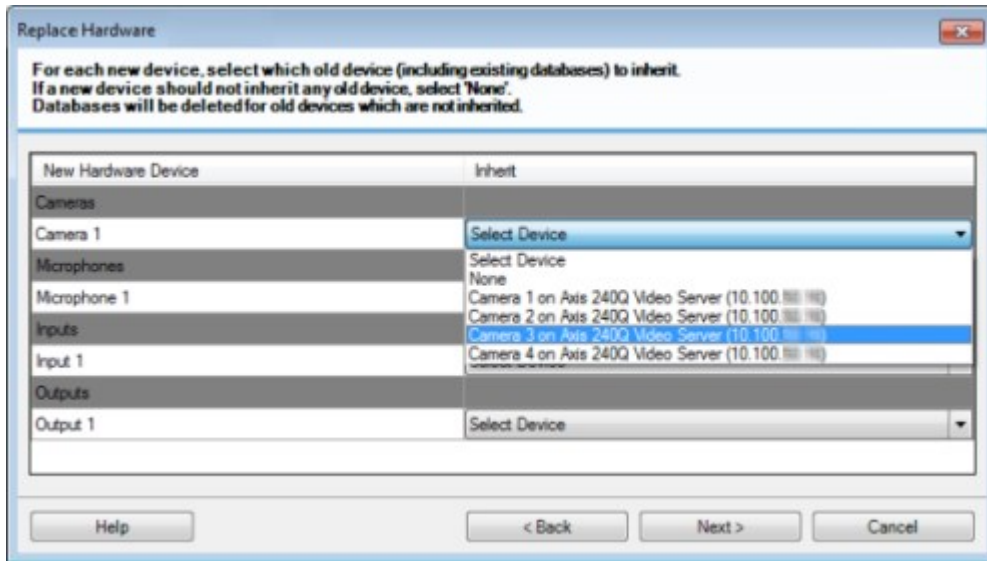 Replace Hardware
For each new device, select which old device (including existing databases) to inherit.
If a new device should not inherit any old device, select 'None'.
Databases will be deleted for old devices which are not inherited.
New Hardware Device Inherit
Cameras
Camera 1 Select Device
Select Device
None
Microphones
Microphone 1
Camera 1 on Axis 240Q Video Server (10.100.
Camera 2 on Axis 240Q Video Server (10.100.
Inputs
Camera 3 on Axis 240Q Video Server (10.100.
Input 1
Camera 4 on Axis 240Q Video Server (10.100.
Outputs
Output 1 Select Device
Help < Back Next > Cancel